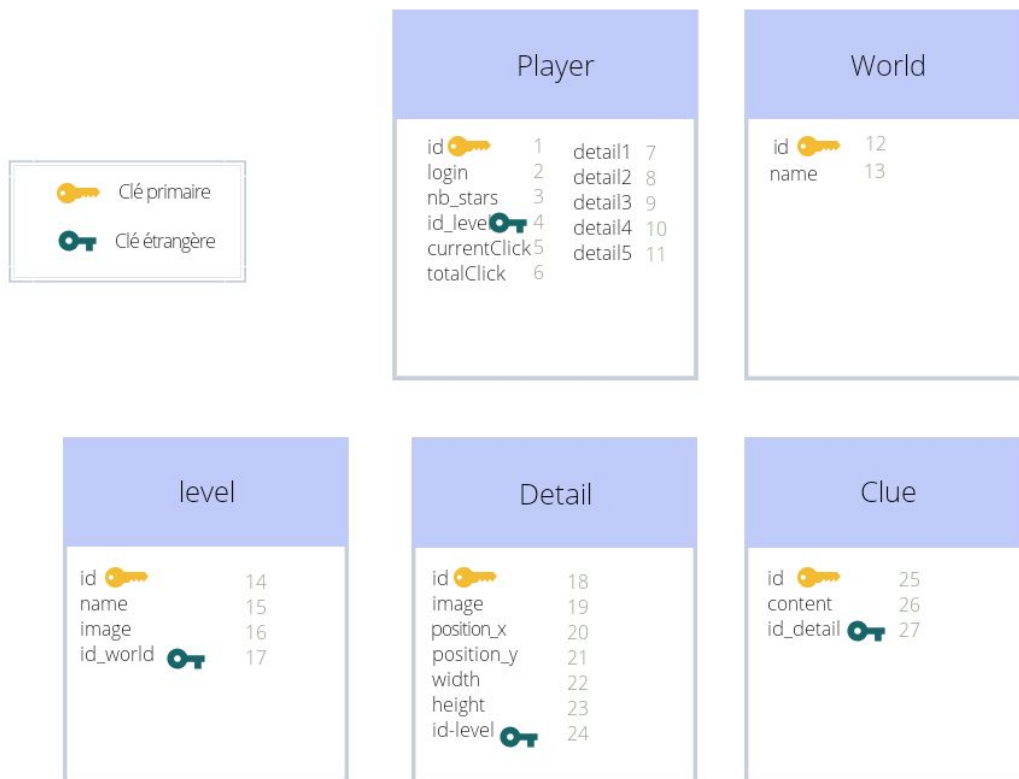 Clé primaire
Clé étrangère
Player
id 1
login 2
nb_stars 3
id_level 4
currentClick 5
totalClick 6
detail1 7
detail2 8
detail3 9
detail4 10
detail5 11
World
id 12
name 13
level
id 14
name 15
image 16
id_world 17
Detail
id 18
image 19
position_x 20
position_y 21
width 22
height 23
id-level 24
Clue
id 25
content 26
id_detail 27